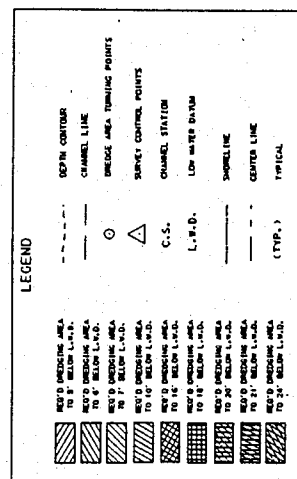 LEGEND
REQ'D DREDGING AREA
TO 5' BELOW L.W.D.
REQ'D DREDGING AREA
TO 6' BELOW L.W.D.
REQ'D DREDGING AREA
TO 7' BELOW L.W.D.
REQ'D DREDGING AREA
TO 10' BELOW L.W.D.
REQ'D DREDGING AREA
TO 16' BELOW L.W.D.
REQ'D DREDGING AREA
TO 18' BELOW L.W.D.
REQ'D DREDGING AREA
TO 20' BELOW L.W.D.
REQ'D DREDGING AREA
TO 21' BELOW L.W.D.
REQ'D DREDGING AREA
TO 24' BELOW L.W.D.
DEPTH CONTOUR
CHANNEL LINE
DREDGE AREA TURNING POINTS
SURVEY CONTROL POINTS
C.S. CHANNEL STATION
L.W.D. LOW WATER DATUM
SHORELINE
CENTER LINE
(TYP.) TYPICAL